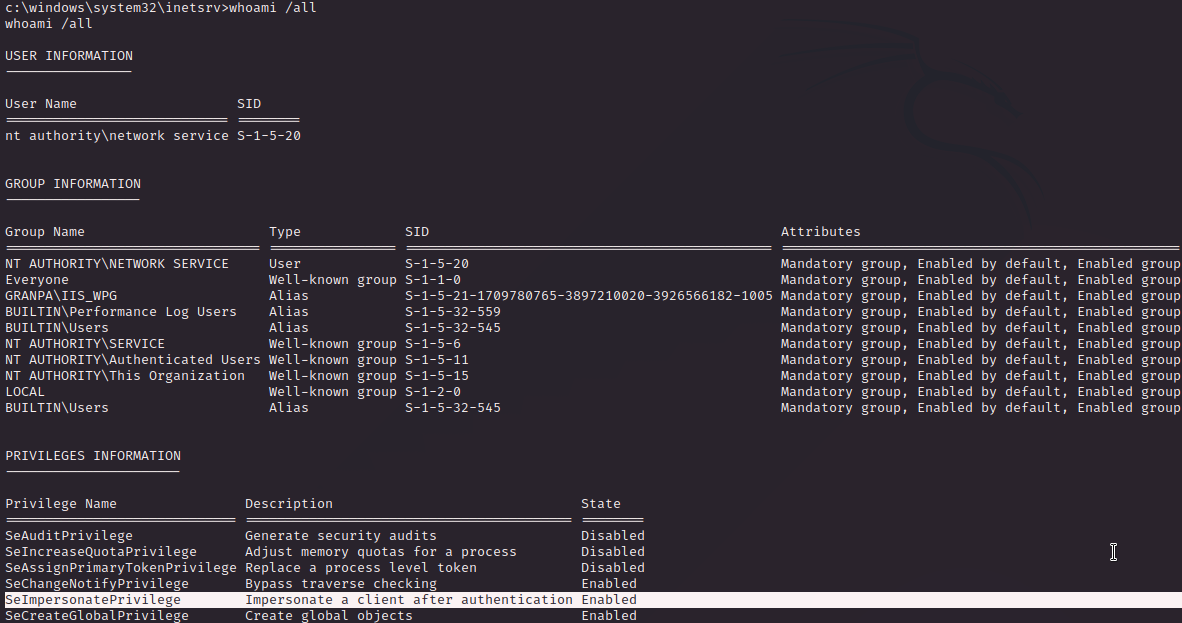 c:\windows\system32\inetsrv>whoami /all
whoami /all
USER INFORMATION
User Name SID
nt authority\network service S-1-5-20
GROUP INFORMATION
Group Name Type SID Attributes
NT AUTHORITY\NETWORK SERVICE User S-1-5-20 Mandatory group, Enabled by default, Enabled group
Everyone Well-known group S-1-1-0 Mandatory group, Enabled by default, Enabled group
GRANPA\IIS_WPG Alias S-1-5-21-1709780765-3897210020-3926566182-1005 Mandatory group, Enabled by default, Enabled group
BUILTIN\Performance Log Users Alias S-1-5-32-559 Mandatory group, Enabled by default, Enabled group
BUILTIN\Users Alias S-1-5-32-545 Mandatory group, Enabled by default, Enabled group
NT AUTHORITY\SERVICE Well-known group S-1-5-6 Mandatory group, Enabled by default, Enabled group
NT AUTHORITY\Authenticated Users Well-known group S-1-5-11 Mandatory group, Enabled by default, Enabled group
NT AUTHORITY\This Organization Well-known group S-1-5-15 Mandatory group, Enabled by default, Enabled group
LOCAL Well-known group S-1-2-0 Mandatory group, Enabled by default, Enabled group
BUILTIN\Users Alias S-1-5-32-545 Mandatory group, Enabled by default, Enabled group
PRIVILEGES INFORMATION
Privilege Name Description State
SeAuditPrivilege Generate security audits Disabled
SeIncreaseQuotaPrivilege Adjust memory quotas for a process Disabled
SeAssignPrimaryTokenPrivilege Replace a process level token Disabled
SeChangeNotifyPrivilege Bypass traverse checking Enabled
SeImpersonatePrivilege Impersonate a client after authentication Enabled
SeCreateGlobalPrivilege Create global objects Enabled